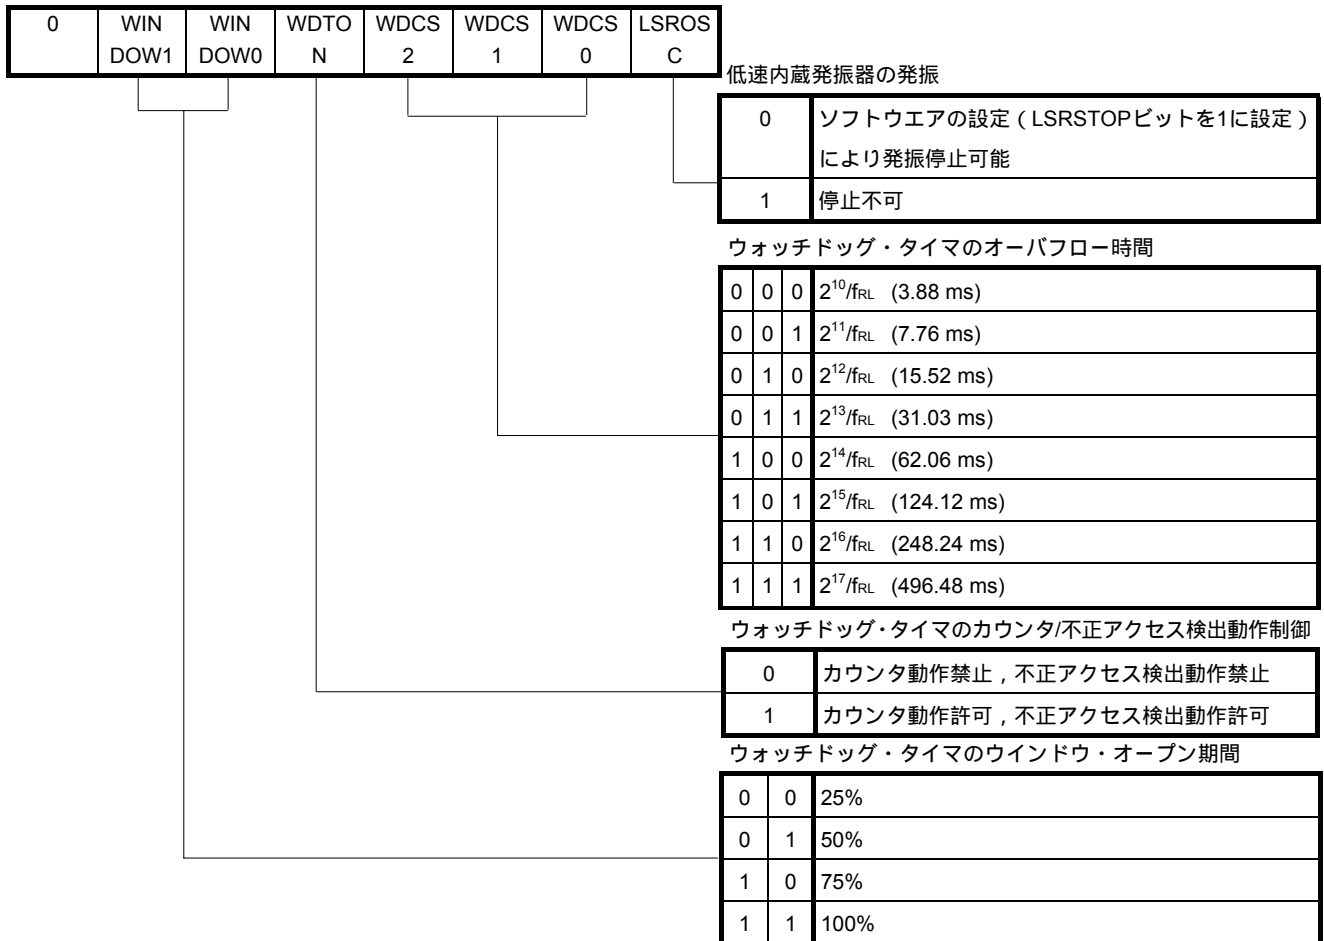 0 WIN WIN WDTO WDCS WDCS WDCS LSROS
DOW1 DOW0 N 2 1 0 C
低速内蔵発振器の発振
0 ソフトウエアの設定(LSRSTOPビットを1に設定)
により発振停止可能
1 停止不可
ウォッチドッグ・タイマのオーバフロー時間
0 0 0 2^10/fRL (3.88 ms)
0 0 1 2^11/fRL (7.76 ms)
0 1 0 2^12/fRL (15.52 ms)
0 1 1 2^13/fRL (31.03 ms)
1 0 0 2^14/fRL (62.06 ms)
1 0 1 2^15/fRL (124.12 ms)
1 1 0 2^16/fRL (248.24 ms)
1 1 1 2^17/fRL (496.48 ms)
ウォッチドッグ・タイマのカウンタ/不正アクセス検出動作制御
0 カウンタ動作禁止,不正アクセス検出動作禁止
1 カウンタ動作許可,不正アクセス検出動作許可
ウォッチドッグ・タイマのウインドウ・オープン期間
0 0 25%
0 1 50%
1 0 75%
1 1 100%